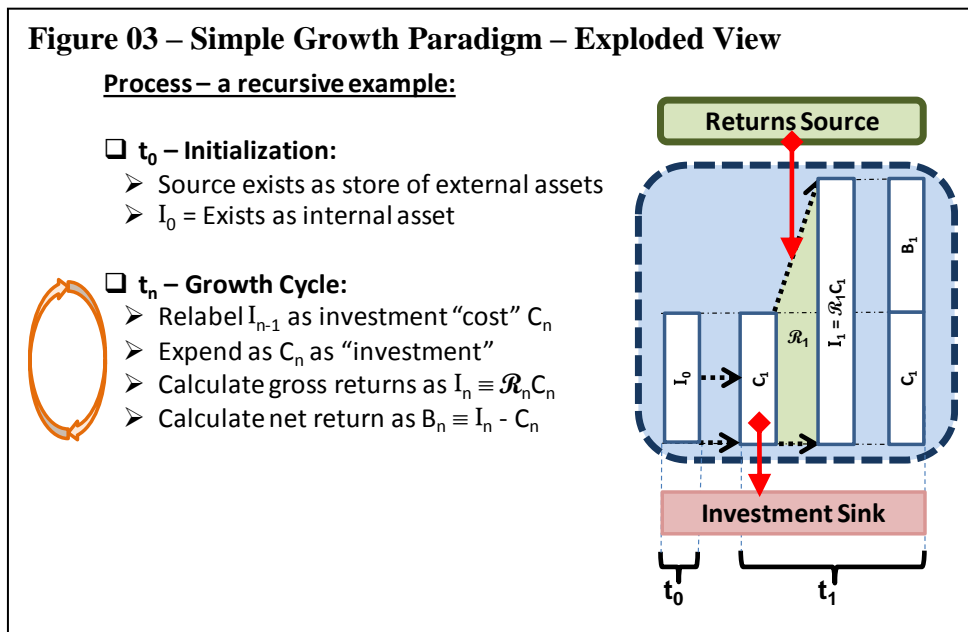 Figure 03 – Simple Growth Paradigm – Exploded View
Process – a recursive example:
❑ t₀ – Initialization:
➢ Source exists as store of external assets
➢ I₀ = Exists as internal asset
❑ tₙ – Growth Cycle:
➢ Relabel Iₙ₋₁ as investment “cost” Cₙ
➢ Expend as Cₙ as “investment”
➢ Calculate gross returns as Iₙ ≡ ℛₙCₙ
➢ Calculate net return as Bₙ ≡ Iₙ - Cₙ
Returns Source
I₀
C₁
ℛ₁
I₁ = ℛ₁C₁
B₁
C₁
Investment Sink
t₀
t₁